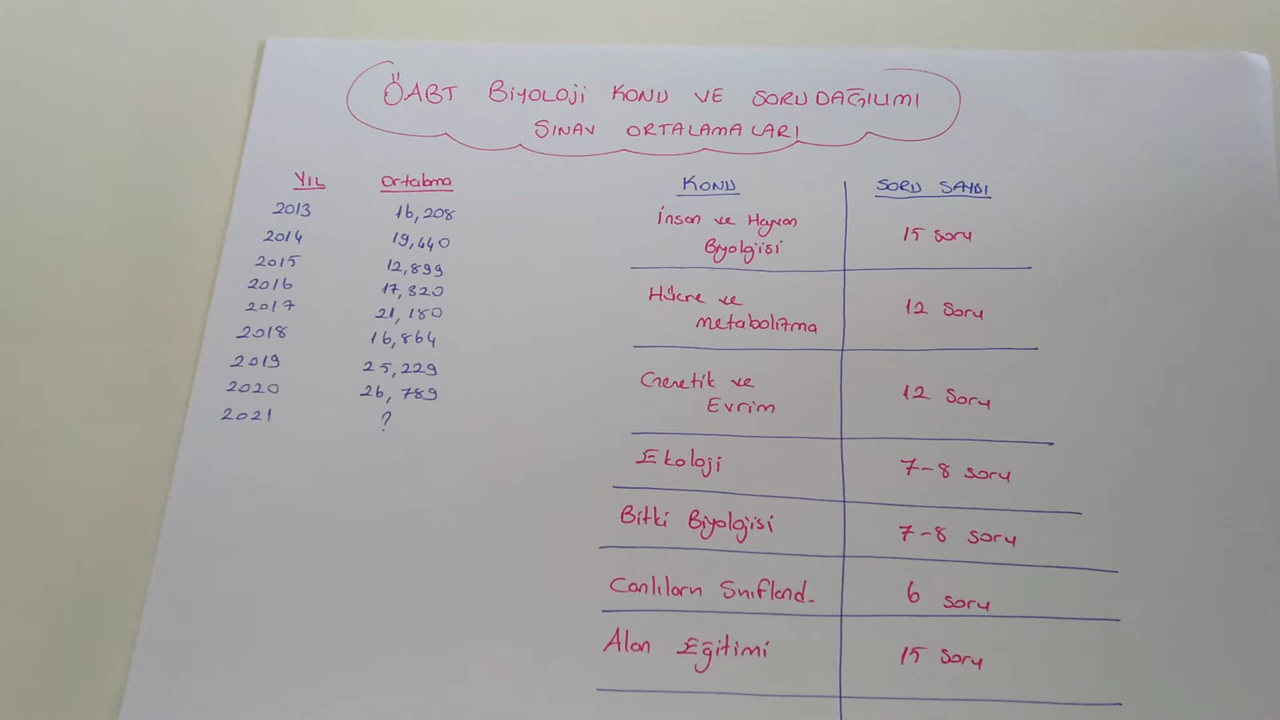 ÖABT BİYOLOJİ KONU VE SORU DAĞILIMI
SINAV ORTALAMALARI
YIL Ortalama
2013 16,208
2014 19,440
2015 12,899
2016 17,820
2017 21,180
2018 16,864
2019 25,229
2020 26,789
2021 ?
KONU SORU SAYISI
İnsan ve Hayvan
Biyolojisi 15 soru
Hücre ve
metabolizma 12 soru
Genetik ve
Evrim 12 soru
Ekoloji 7-8 soru
Bitki Biyolojisi 7-8 soru
Canlıların Sınıfland. 6 soru
Alan Eğitimi 15 soru